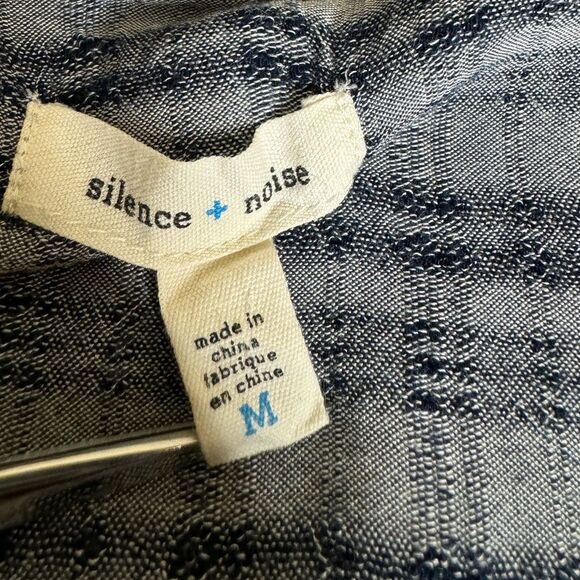 silence + noise
made in
china
fabrique
en chine
M